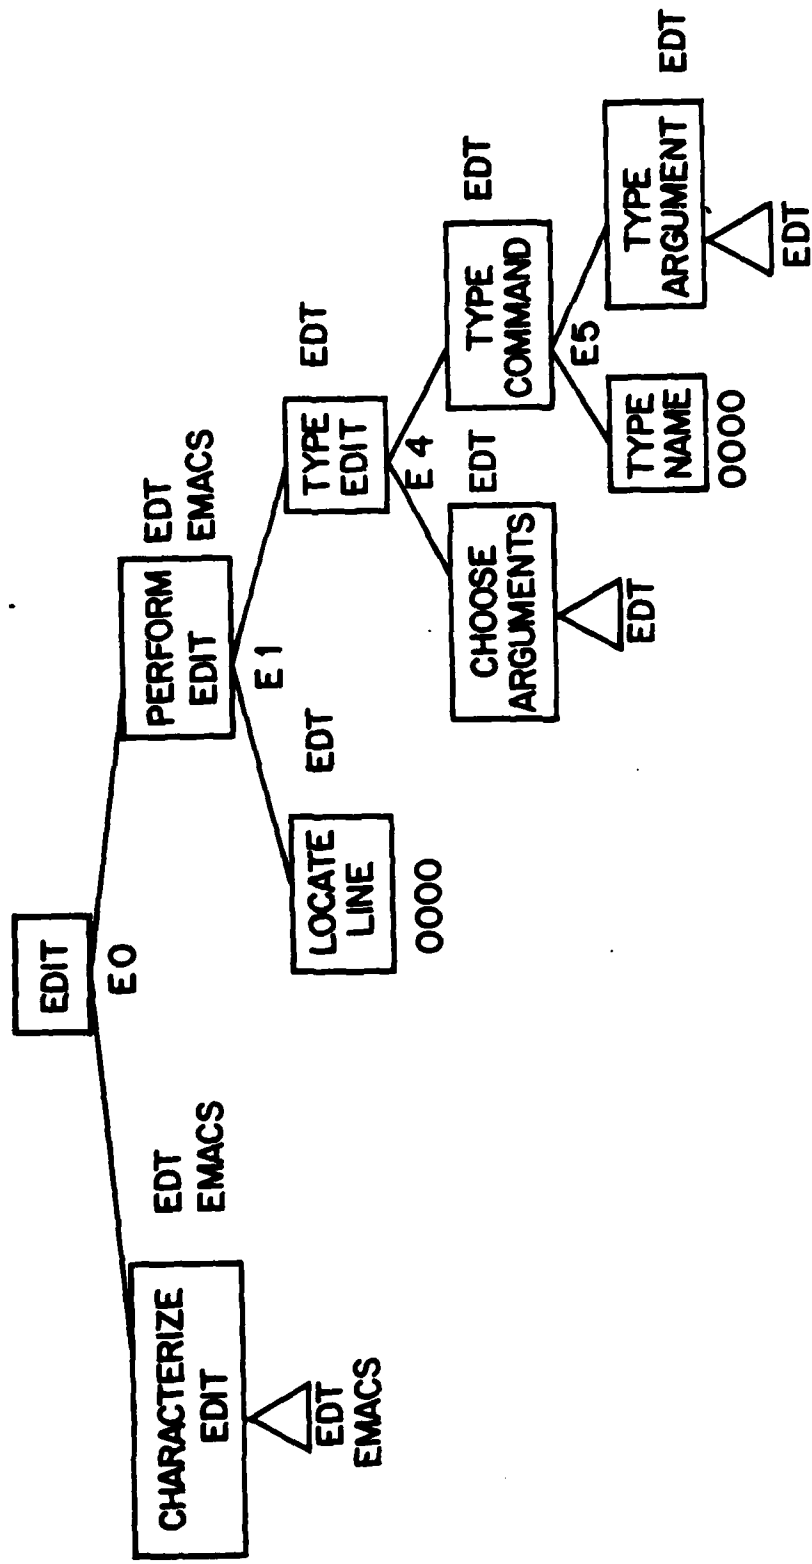 EDIT
E0
CHARACTERIZE
EDIT
EDT
EMACS
EDT
EMACS
PERFORM
EDIT
EDT
EMACS
E1
LOCATE
LINE
EDT
0000
TYPE
EDIT
EDT
E4
CHOOSE
ARGUMENTS
EDT
EDT
TYPE
COMMAND
EDT
E5
TYPE
NAME
0000
TYPE
ARGUMENT
EDT
EDT